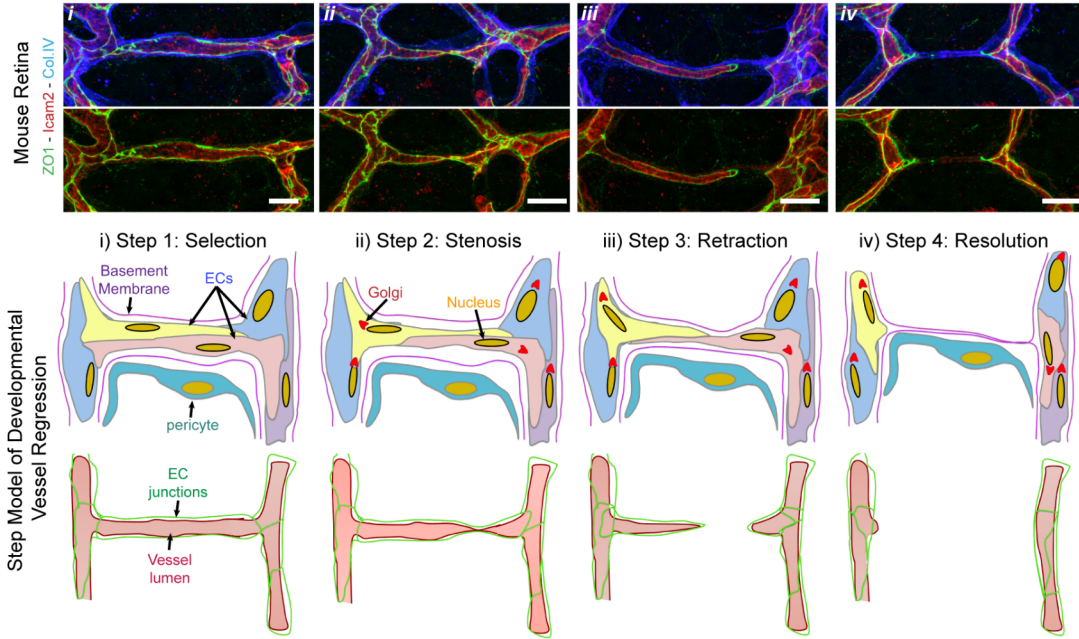 i
ii
iii
iv
Mouse Retina
ZO1 - Icam2 - Col.IV
i) Step 1: Selection
ii) Step 2: Stenosis
iii) Step 3: Retraction
iv) Step 4: Resolution
Basement
Membrane
ECs
Golgi
Nucleus
pericyte
Step Model of Developmental
Vessel Regression
EC
junctions
Vessel
lumen